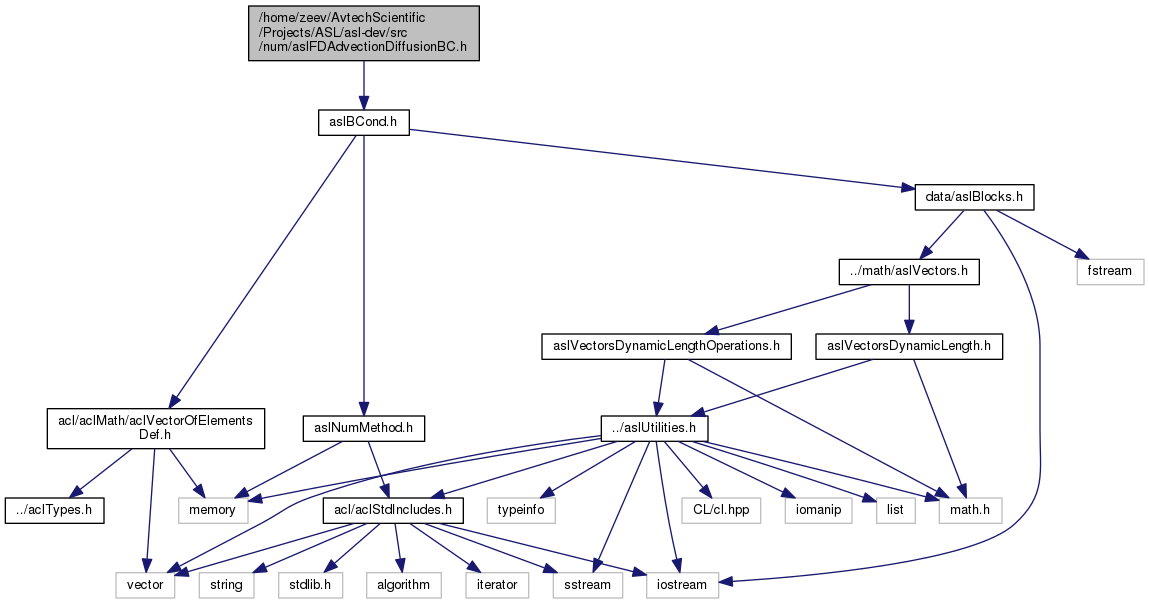 /home/zeev/AvtechScientific
/Projects/ASL/asl-dev/src
/num/aslFDAdvectionDiffusionBC.h
aslBCond.h
data/aslBlocks.h
../math/aslVectors.h
fstream
aslVectorsDynamicLengthOperations.h
aslVectorsDynamicLength.h
acl/aclMath/aclVectorOfElements
Def.h
aslNumMethod.h
../aslUtilities.h
../aclTypes.h
memory
acl/aclStdIncludes.h
typeinfo
CL/cl.hpp
iomanip
list
math.h
vector
string
stdlib.h
algorithm
iterator
sstream
iostream